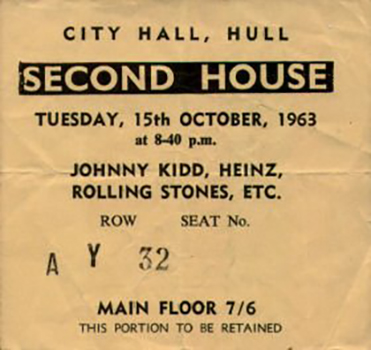 CITY HALL, HULL
SECOND HOUSE
TUESDAY, 15th OCTOBER, 1963
at 8-40 p.m.
JOHNNY KIDD, HEINZ,
ROLLING STONES, ETC.
ROW SEAT No.
A Y 32
MAIN FLOOR 7/6
THIS PORTION TO BE RETAINED